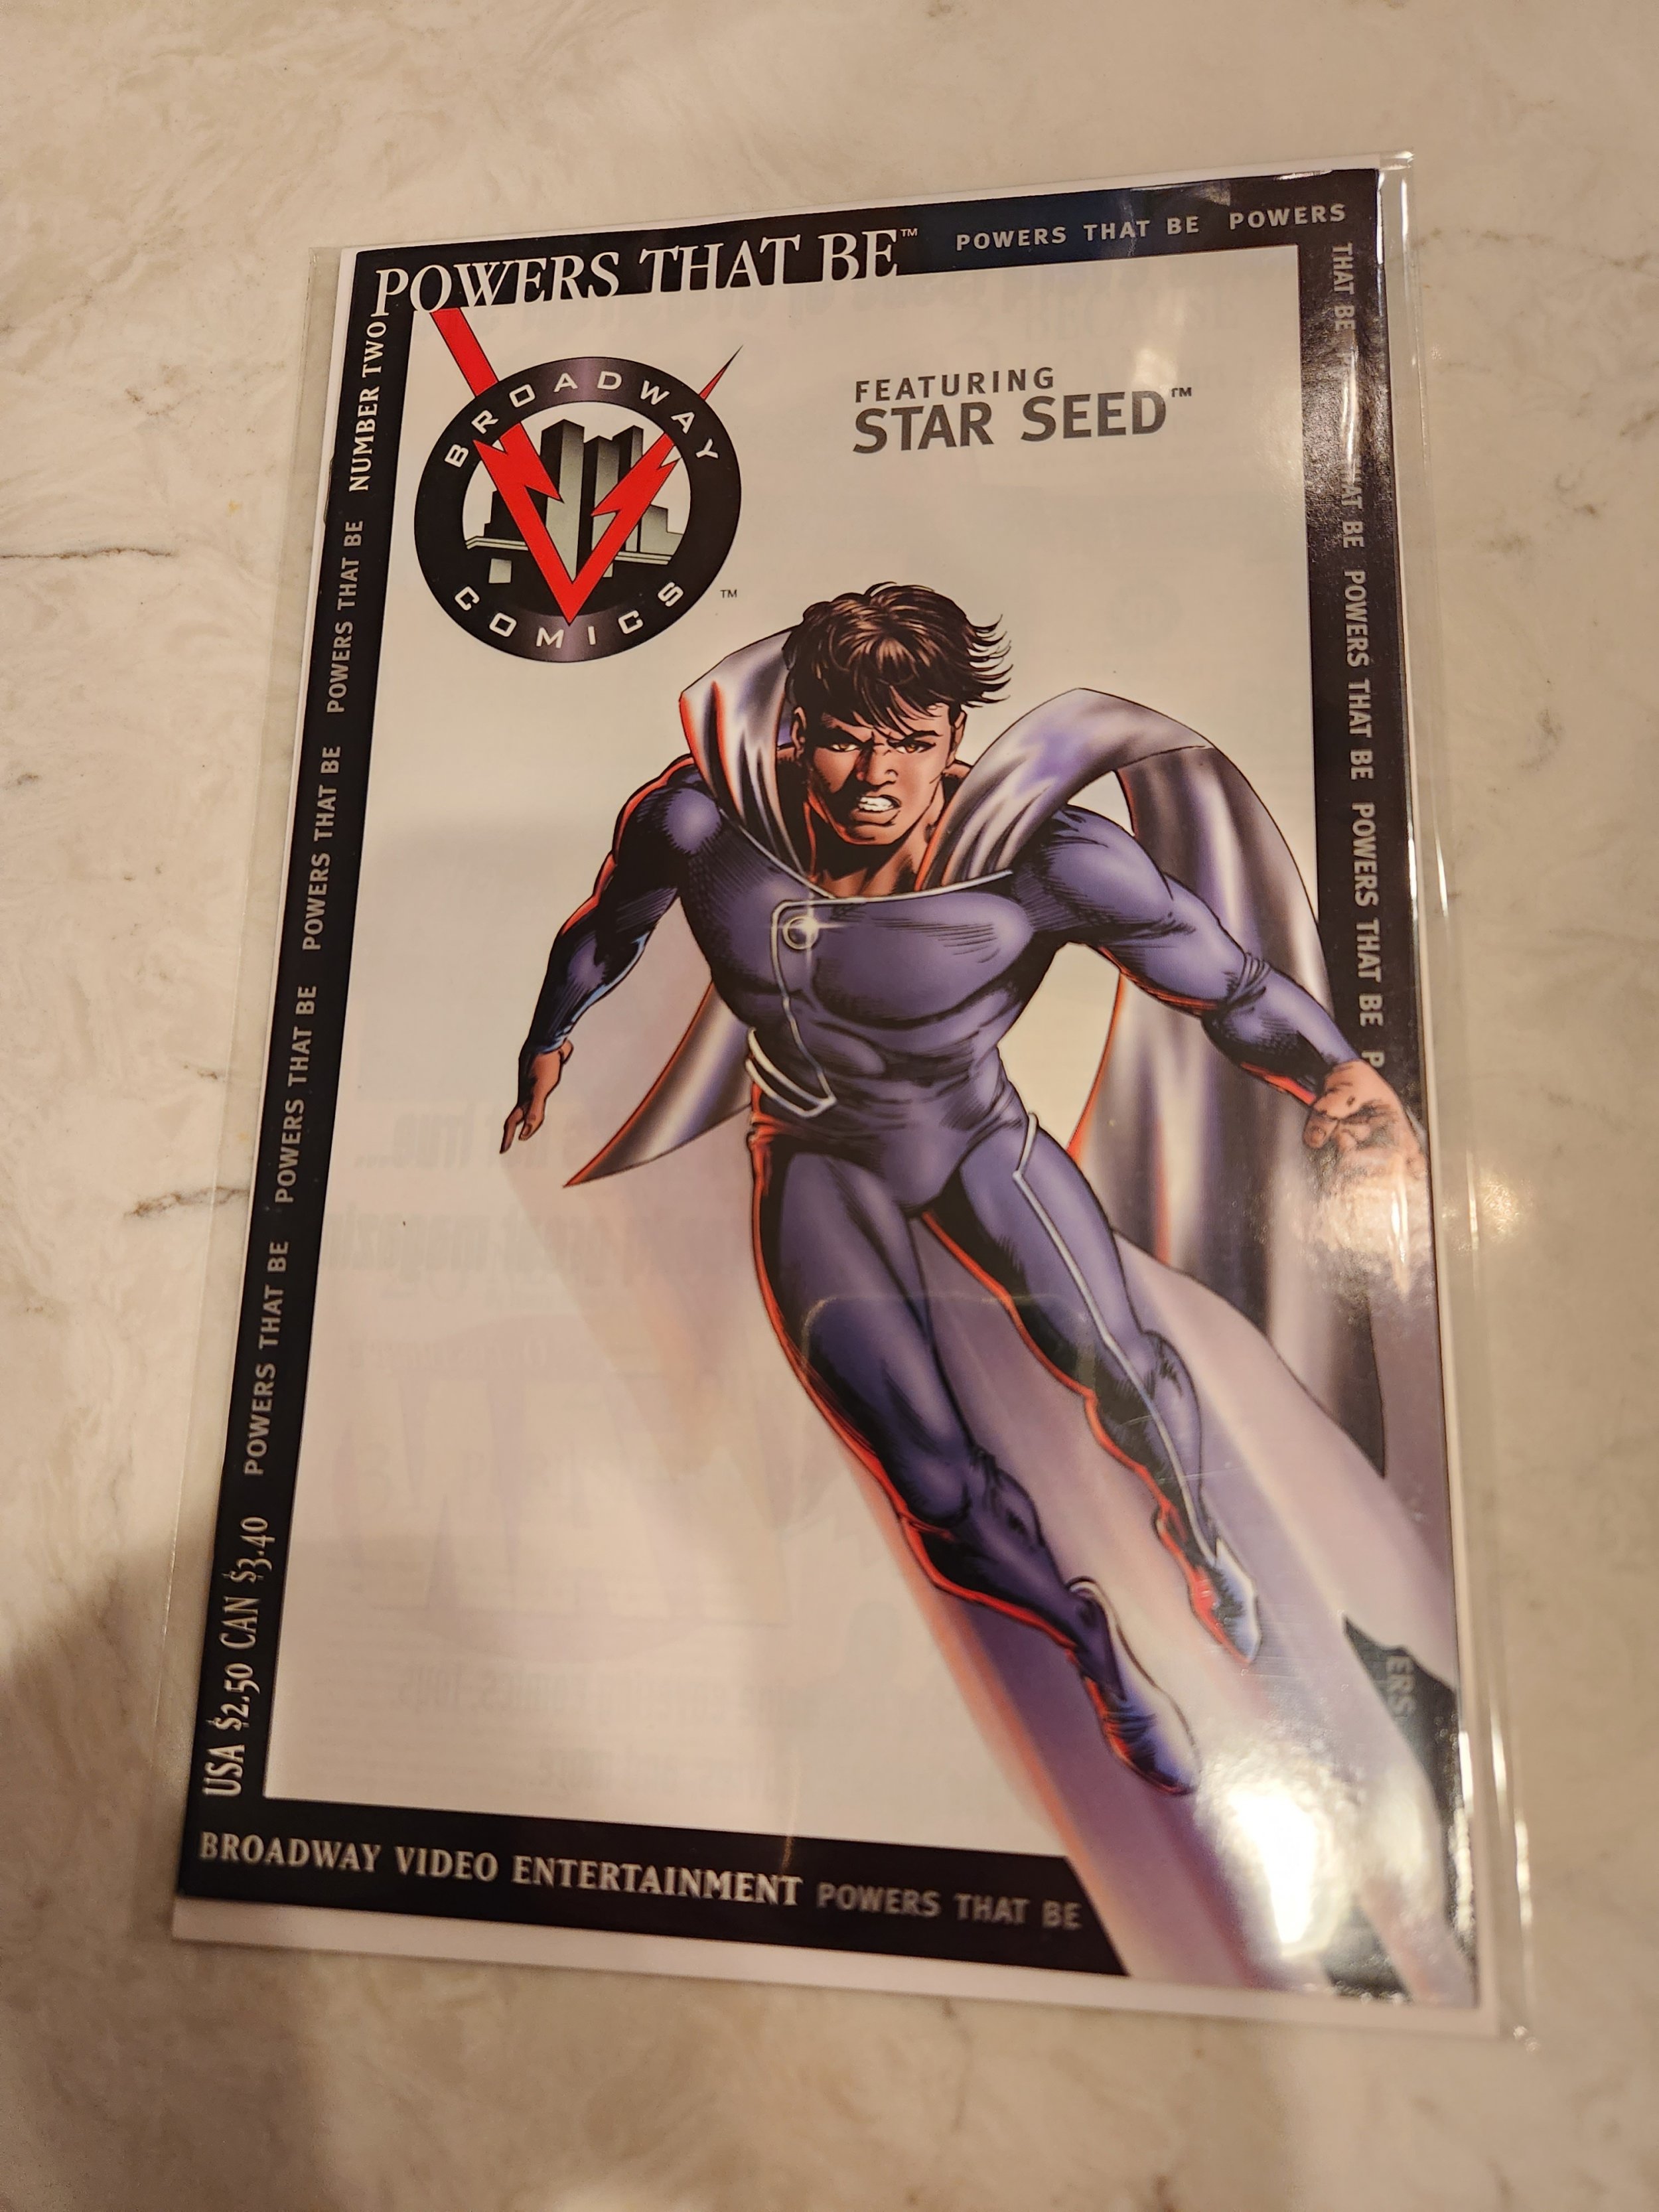 POWERS THAT BE™
POWERS THAT BE POWERS
THAT BE POWERS THAT BE POWERS THAT BE POWERS THAT BE P
ERS
NUMBER TWO
POWERS THAT BE POWERS THAT BE POWERS THAT BE POWERS THAT BE
USA $2.50 CAN $3.40
BROADWAY
COMICS
™
FEATURING
STAR SEED™
BROADWAY VIDEO ENTERTAINMENT POWERS THAT BE